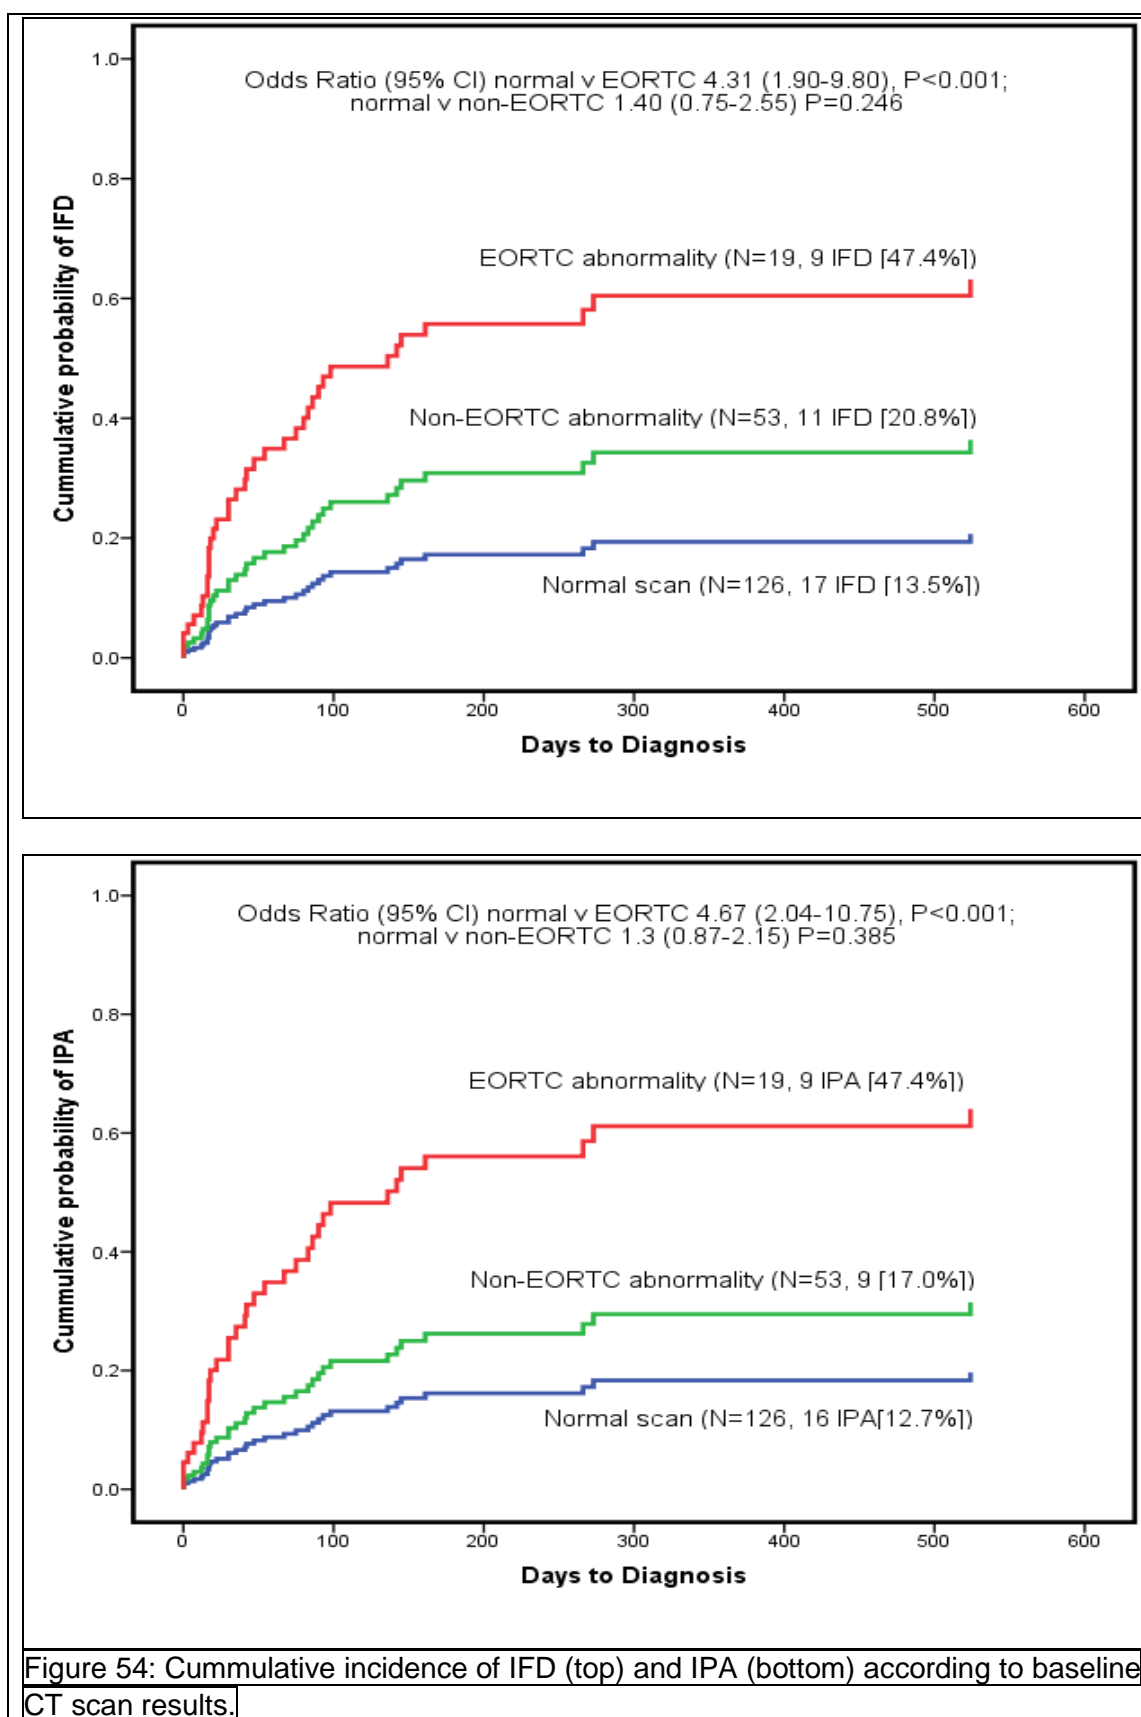 Odds Ratio (95% CI) normal v EORTC 4.31 (1.90-9.80), P<0.001;
normal v non-EORTC 1.40 (0.75-2.55) P=0.246
Cummulative probability of IFD
1.0
0.8
0.6
0.4
0.2
0.0
EORTC abnormality (N=19, 9 IFD [47.4%])
Non-EORTC abnormality (N=53, 11 IFD [20.8%])
Normal scan (N=126, 17 IFD [13.5%])
0 100 200 300 400 500 600
Days to Diagnosis
Odds Ratio (95% CI) normal v EORTC 4.67 (2.04-10.75), P<0.001;
normal v non-EORTC 1.3 (0.87-2.15) P=0.385
Cummulative probability of IPA
1.0
0.8
0.6
0.4
0.2
0.0
EORTC abnormality (N=19, 9 IPA [47.4%])
Non-EORTC abnormality (N=53, 9 [17.0%])
Normal scan (N=126, 16 IPA[12.7%])
0 100 200 300 400 500 600
Days to Diagnosis
Figure 54: Cummulative incidence of IFD (top) and IPA (bottom) according to baseline
CT scan results.